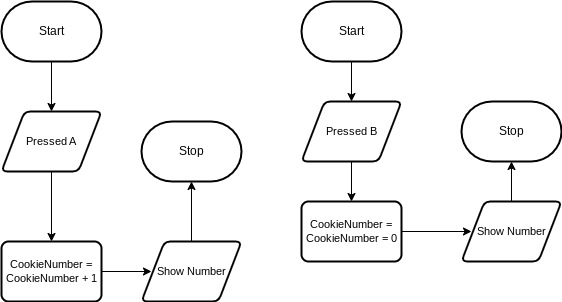 Start
Pressed A
CookieNumber =
CookieNumber + 1
Show Number
Stop
Start
Pressed B
CookieNumber =
CookieNumber = 0
Show Number
Stop